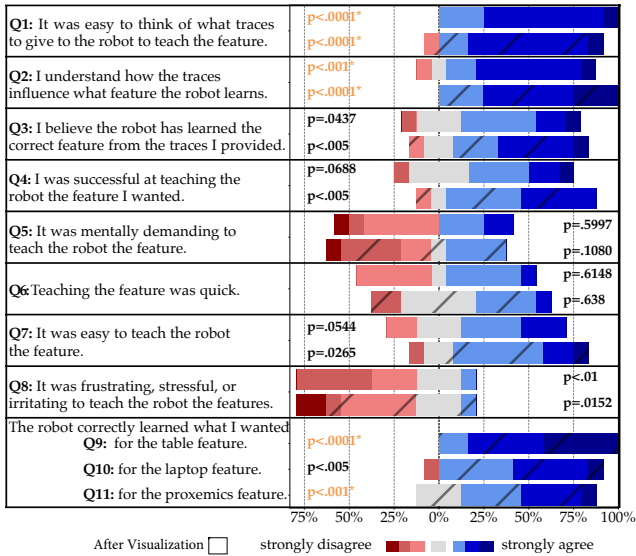 Q1: It was easy to think of what traces
to give to the robot to teach the feature.
p<.0001*
p<.0001*
Q2: I understand how the traces
influence what feature the robot learns.
p<.001*
p<.0001*
Q3: I believe the robot has learned the
correct feature from the traces I provided.
p=.0437
p<.005
Q4: I was successful at teaching the
robot the feature I wanted.
p=.0688
p<.005
Q5: It was mentally demanding to
teach the robot the feature.
p=.5997
p=.1080
Q6: Teaching the feature was quick.
p=.6148
p=.638
Q7: It was easy to teach the robot
the feature.
p=.0544
p=.0265
Q8: It was frustrating, stressful, or
irritating to teach the robot the features.
p<.01
p=.0152
The robot correctly learned what I wanted
Q9: for the table feature.
p<.0001*
Q10: for the laptop feature.
p<.005
Q11: for the proxemics feature.
p<.001*
75% 50% 25% 0% 25% 50% 75% 100%
After Visualization strongly disagree strongly agree